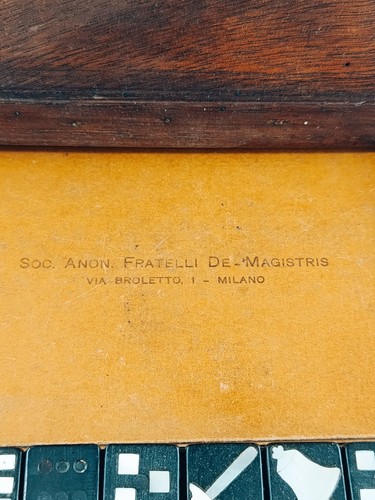 Soc. Anon. Fratelli De-Magistris
VIA BROLETTO, 1 - MILANO